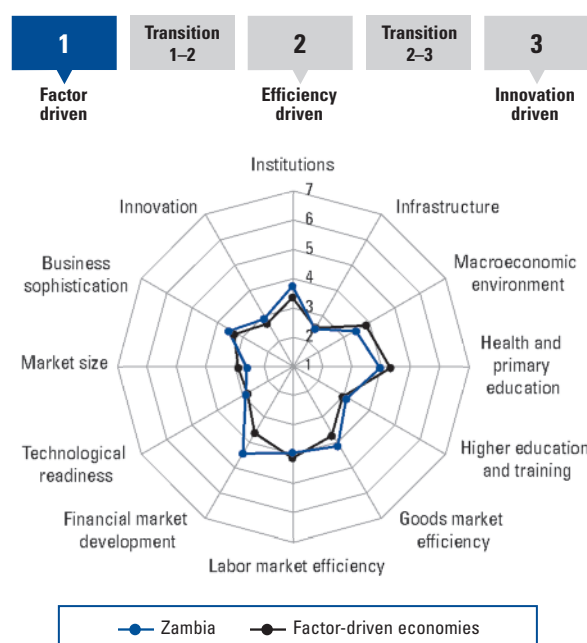 1
Transition
1–2
2
Transition
2–3
3
Factor
driven
Efficiency
driven
Innovation
driven
Institutions
7
Innovation
Infrastructure
6
5
Business
sophistication
Macroeconomic
environment
4
3
2
Market size
1
Health and
primary
education
Technological
readiness
Higher education
and training
Financial market
development
Goods market
efficiency
Labor market efficiency
Zambia
Factor-driven economies